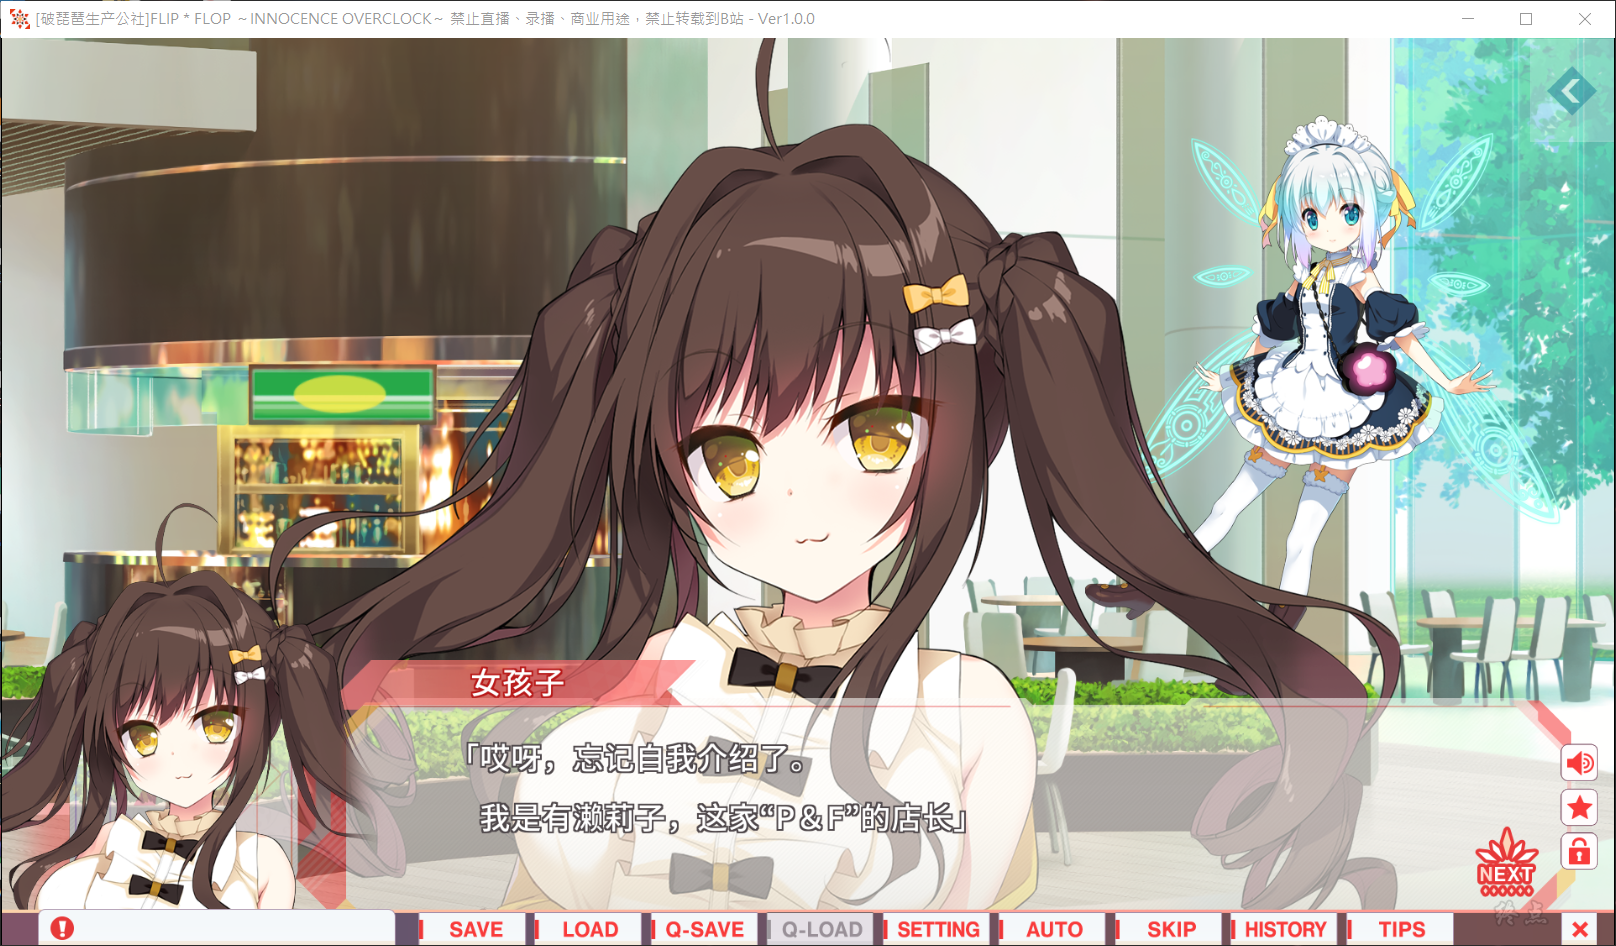 [破琵琶生产公社]FLIP * FLOP ～INNOCENCE OVERCLOCK～ 禁止直播、录播、商业用途，禁止转载到B站 - Ver1.0.0
女孩子
「哎呀，忘记自我介绍了。
我是有濑莉子，这家“P＆F”的店长」
NEXT
SAVE
LOAD
Q-SAVE
Q-LOAD
SETTING
AUTO
SKIP
HISTORY
TIPS